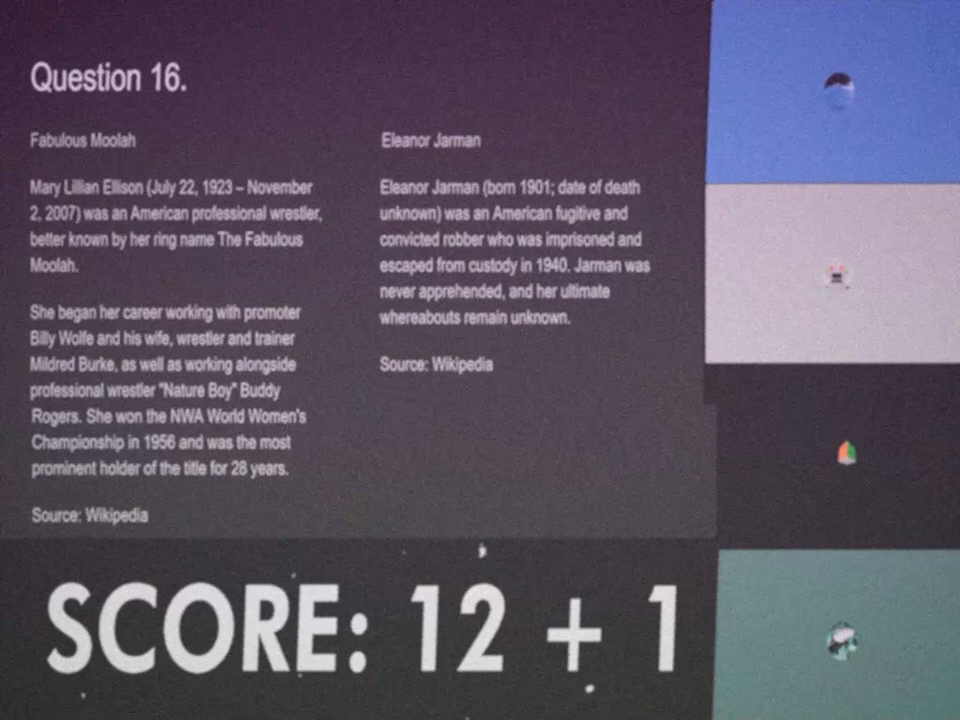 Question 16.
Fabulous Moolah
Mary Lillian Ellison (July 22, 1923 – November
2, 2007) was an American professional wrestler,
better known by her ring name The Fabulous
Moolah.
She began her career working with promoter
Billy Wolfe and his wife, wrestler and trainer
Mildred Burke, as well as working alongside
professional wrestler "Nature Boy" Buddy
Rogers. She won the NWA World Women's
Championship in 1956 and was the most
prominent holder of the title for 28 years.
Source: Wikipedia
Eleanor Jarman
Eleanor Jarman (born 1901; date of death
unknown) was an American fugitive and
convicted robber who was imprisoned and
escaped from custody in 1940. Jarman was
never apprehended, and her ultimate
whereabouts remain unknown.
Source: Wikipedia
SCORE: 12 + 1